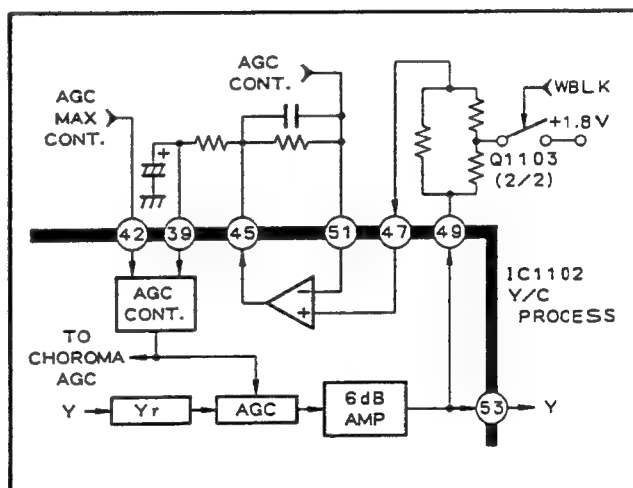 AGC
CONT.
AGC
MAX
CONT.
WBLK
+1.8V
Q1103
(2/2)
+
42
39
45
51
47
49
IC1102
Y/C
PROCESS
AGC
CONT.
−
+
TO
CHOROMA
AGC
Y
Yr
AGC
6dB
AMP
53
Y